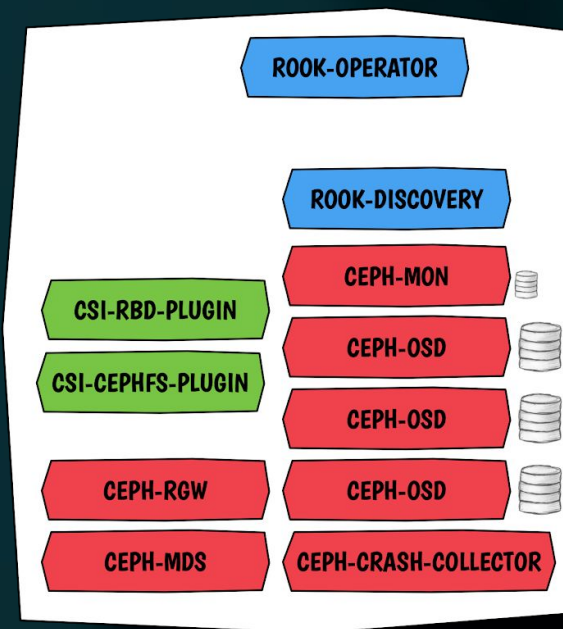 ROOK-OPERATOR
ROOK-DISCOVERY
CEPH-MON
CSI-RBD-PLUGIN
CEPH-OSD
CSI-CEPHFS-PLUGIN
CEPH-OSD
CEPH-RGW
CEPH-OSD
CEPH-MDS
CEPH-CRASH-COLLECTOR